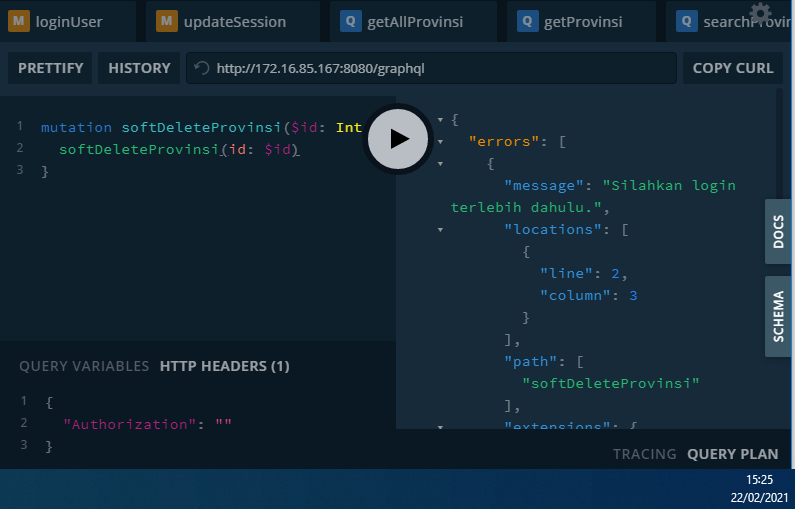 M loginUser
M updateSession
Q getAllProvinsi
Q getProvinsi
Q searchProvin
PRETTIFY
HISTORY
http://172.16.85.167:8080/graphql
COPY CURL
1 mutation softDeleteProvinsi($id: Int
2 softDeleteProvinsi(id: $id)
3 }
{
"errors": [
{
"message": "Silahkan login
terlebih dahulu.",
"locations": [
{
"line": 2,
"column": 3
}
],
"path": [
"softDeleteProvinsi"
],
"extensions": {
DOCS
SCHEMA
QUERY VARIABLES HTTP HEADERS (1)
1 {
2 "Authorization": ""
3 }
TRACING QUERY PLAN
15:25
22/02/2021